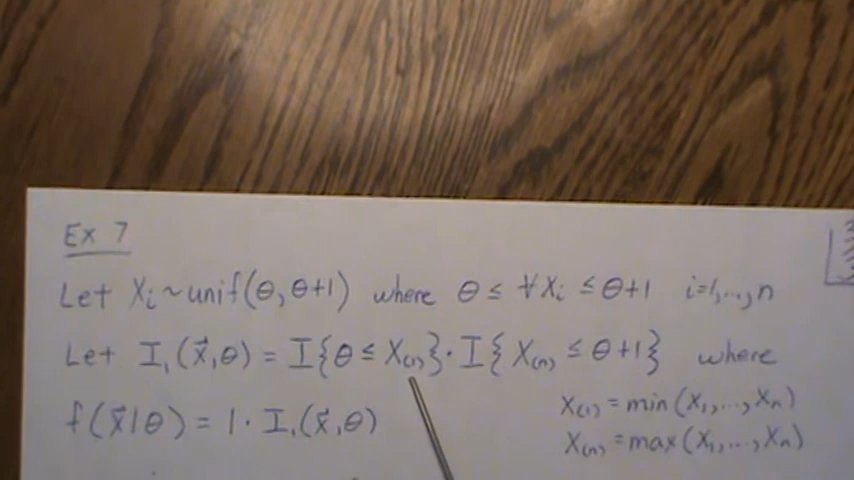 Ex 7
Let Xᵢ ~ unif(θ, θ+1) where θ ≤ ∀Xᵢ ≤ θ+1 i=1,...,n
Let I₁(x⃗,θ) = I{θ ≤ X₍₁₎} · I{X₍ₙ₎ ≤ θ+1} where
f(x⃗|θ) = 1 · I₁(x⃗,θ)
X₍₁₎ = min(X₁,...,Xₙ)
X₍ₙ₎ = max(X₁,...,Xₙ)